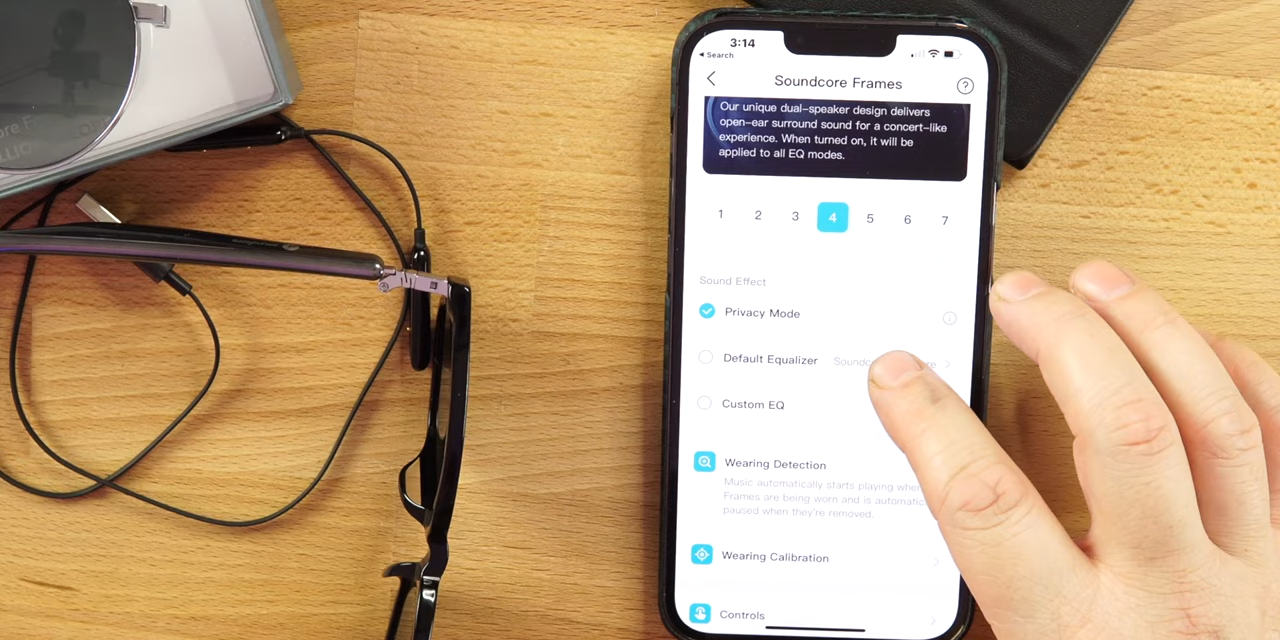 3:14
Search
Soundcore Frames
?
Our unique dual-speaker design delivers
open-ear surround sound for a concert-like
experience. When turned on, it will be
applied to all EQ modes.
1 2 3 4 5 6 7
Sound Effect
Privacy Mode
Default Equalizer
Custom EQ
Wearing Detection
Music automatically starts playing
Frames are being worn and is
paused when they're removed.
Wearing Calibration
Controls